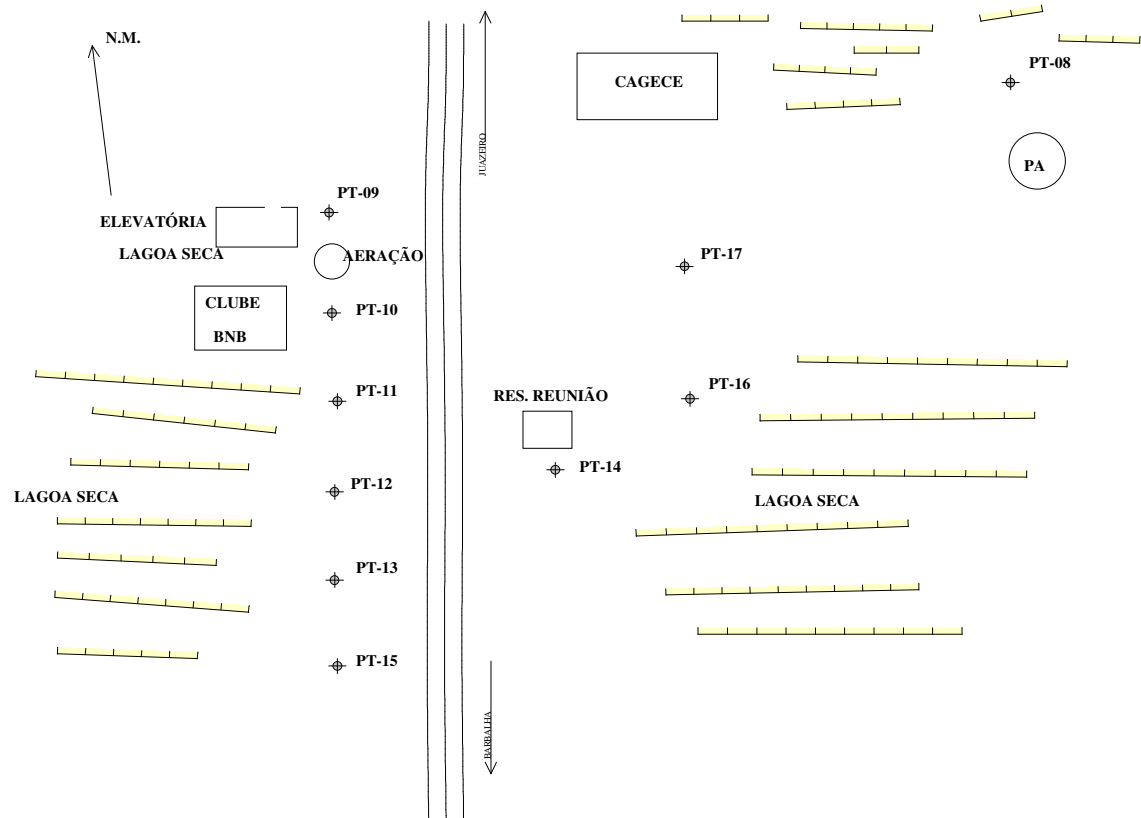 N.M.
JUAZEIRO
CAGECE
PT-08
PA
PT-09
ELEVATÓRIA
LAGOA SECA
AERAÇÃO
PT-17
CLUBE
BNB
PT-10
PT-11
PT-16
RES. REUNIÃO
PT-14
PT-12
LAGOA SECA
LAGOA SECA
PT-13
PT-15
BARBALHA